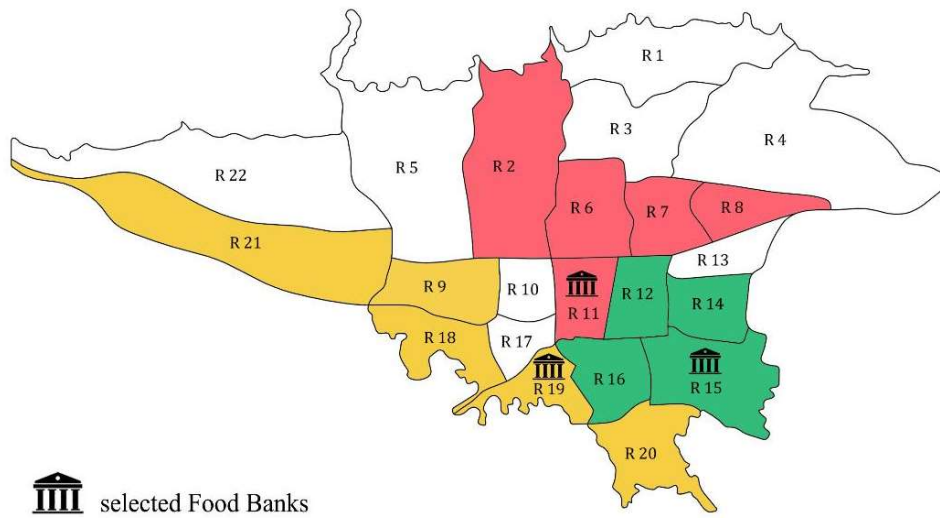 R 1
R 3
R 4
R 5
R 2
R 22
R 6
R 7
R 8
R 21
R 13
R 9
R 10
R 12
R 14
R 11
R 18
R 17
R 16
R 15
R 19
R 20
selected Food Banks